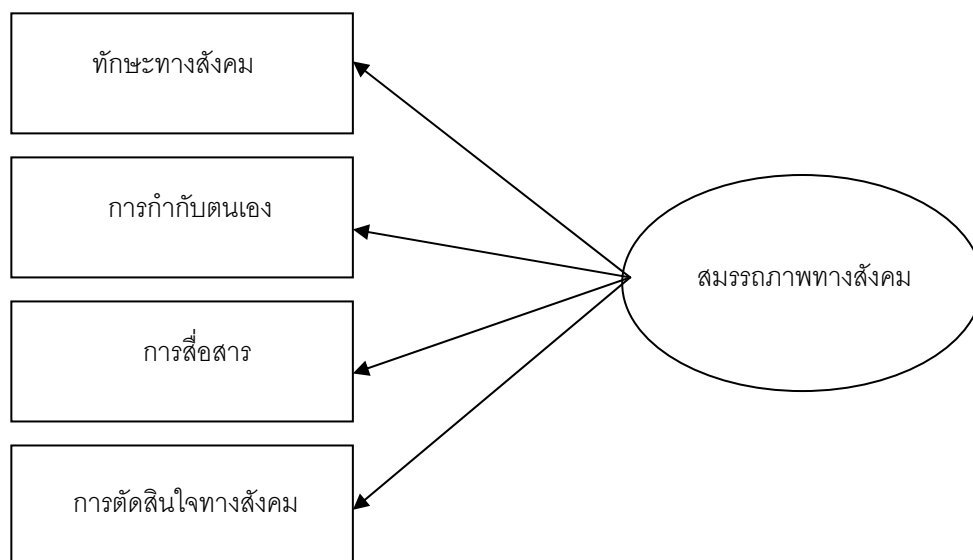 ทักษะทางสังคม
การกำกับตนเอง
สมรรถภาพทางสังคม
การสื่อสาร
การตัดสินใจทางสังคม